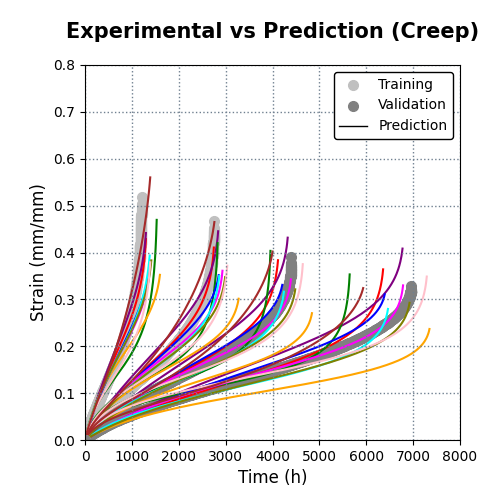 Experimental vs Prediction (Creep)
Strain (mm/mm)
0.8
0.7
0.6
0.5
0.4
0.3
0.2
0.1
0.0
Training
Validation
Prediction
0 1000 2000 3000 4000 5000 6000 7000 8000
Time (h)